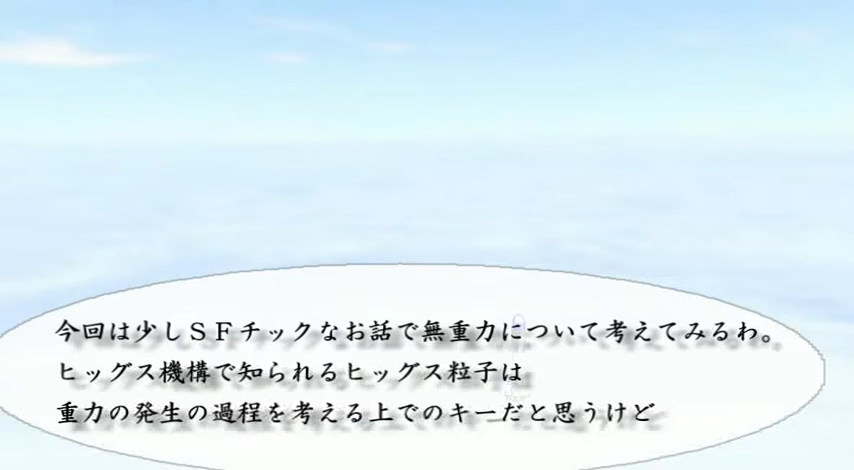 今回は少しＳＦチックなお話で無重力について考えてみるわ。
ヒッグス機構で知られるヒッグス粒子は
重力の発生の過程を考える上でのキーだと思うけど